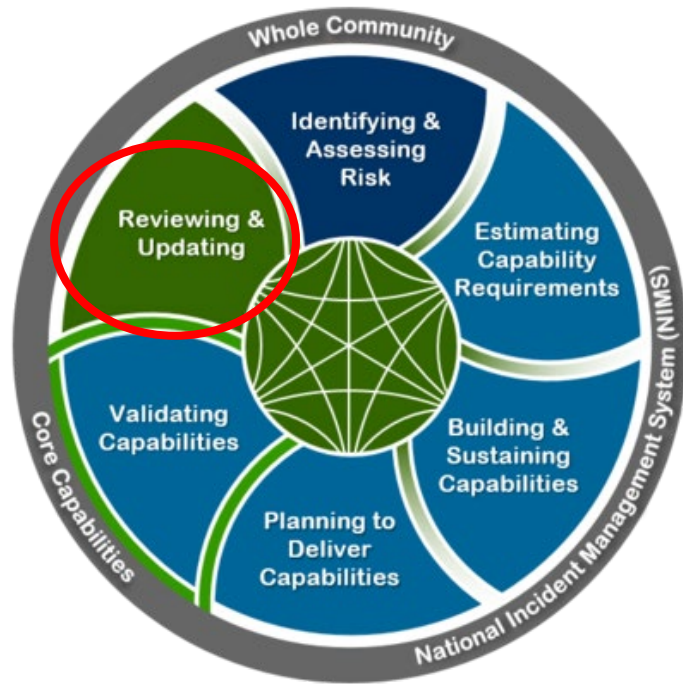 Whole Community
Identifying &
Assessing
Risk
Estimating
Capability
Requirements
Building &
Sustaining
Capabilities
Planning to
Deliver
Capabilities
Validating
Capabilities
Reviewing &
Updating
National Incident Management System (NIMS)
Core Capabilities